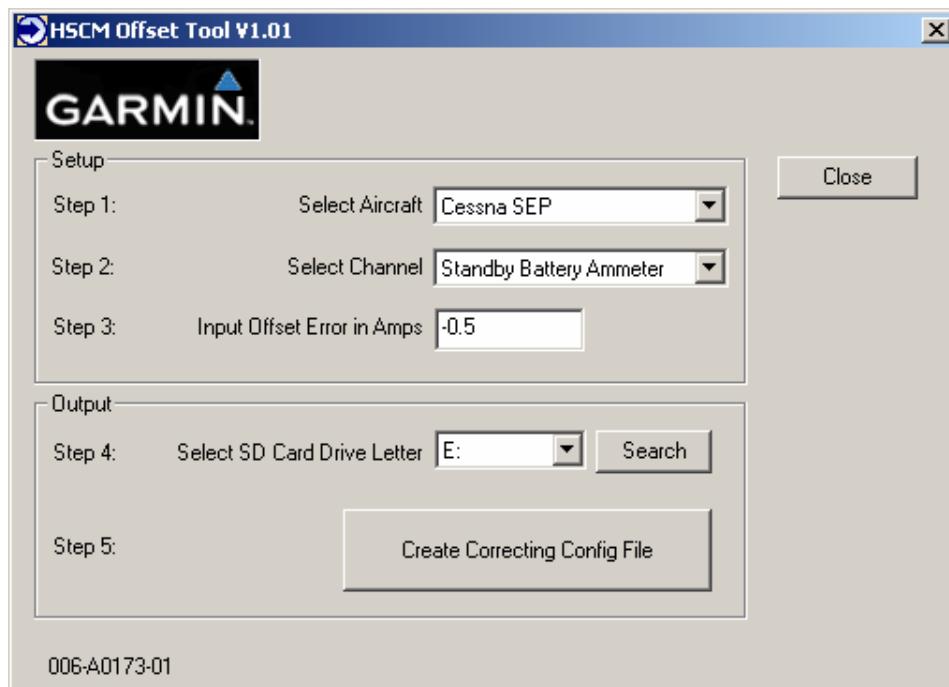 HSCM Offset Tool V1.01
GARMIN.
Setup
Step 1: Select Aircraft Cessna SEP
Close
Step 2: Select Channel Standby Battery Ammeter
Step 3: Input Offset Error in Amps -0.5
Output
Step 4: Select SD Card Drive Letter E: Search
Step 5: Create Correcting Config File
006-A0173-01